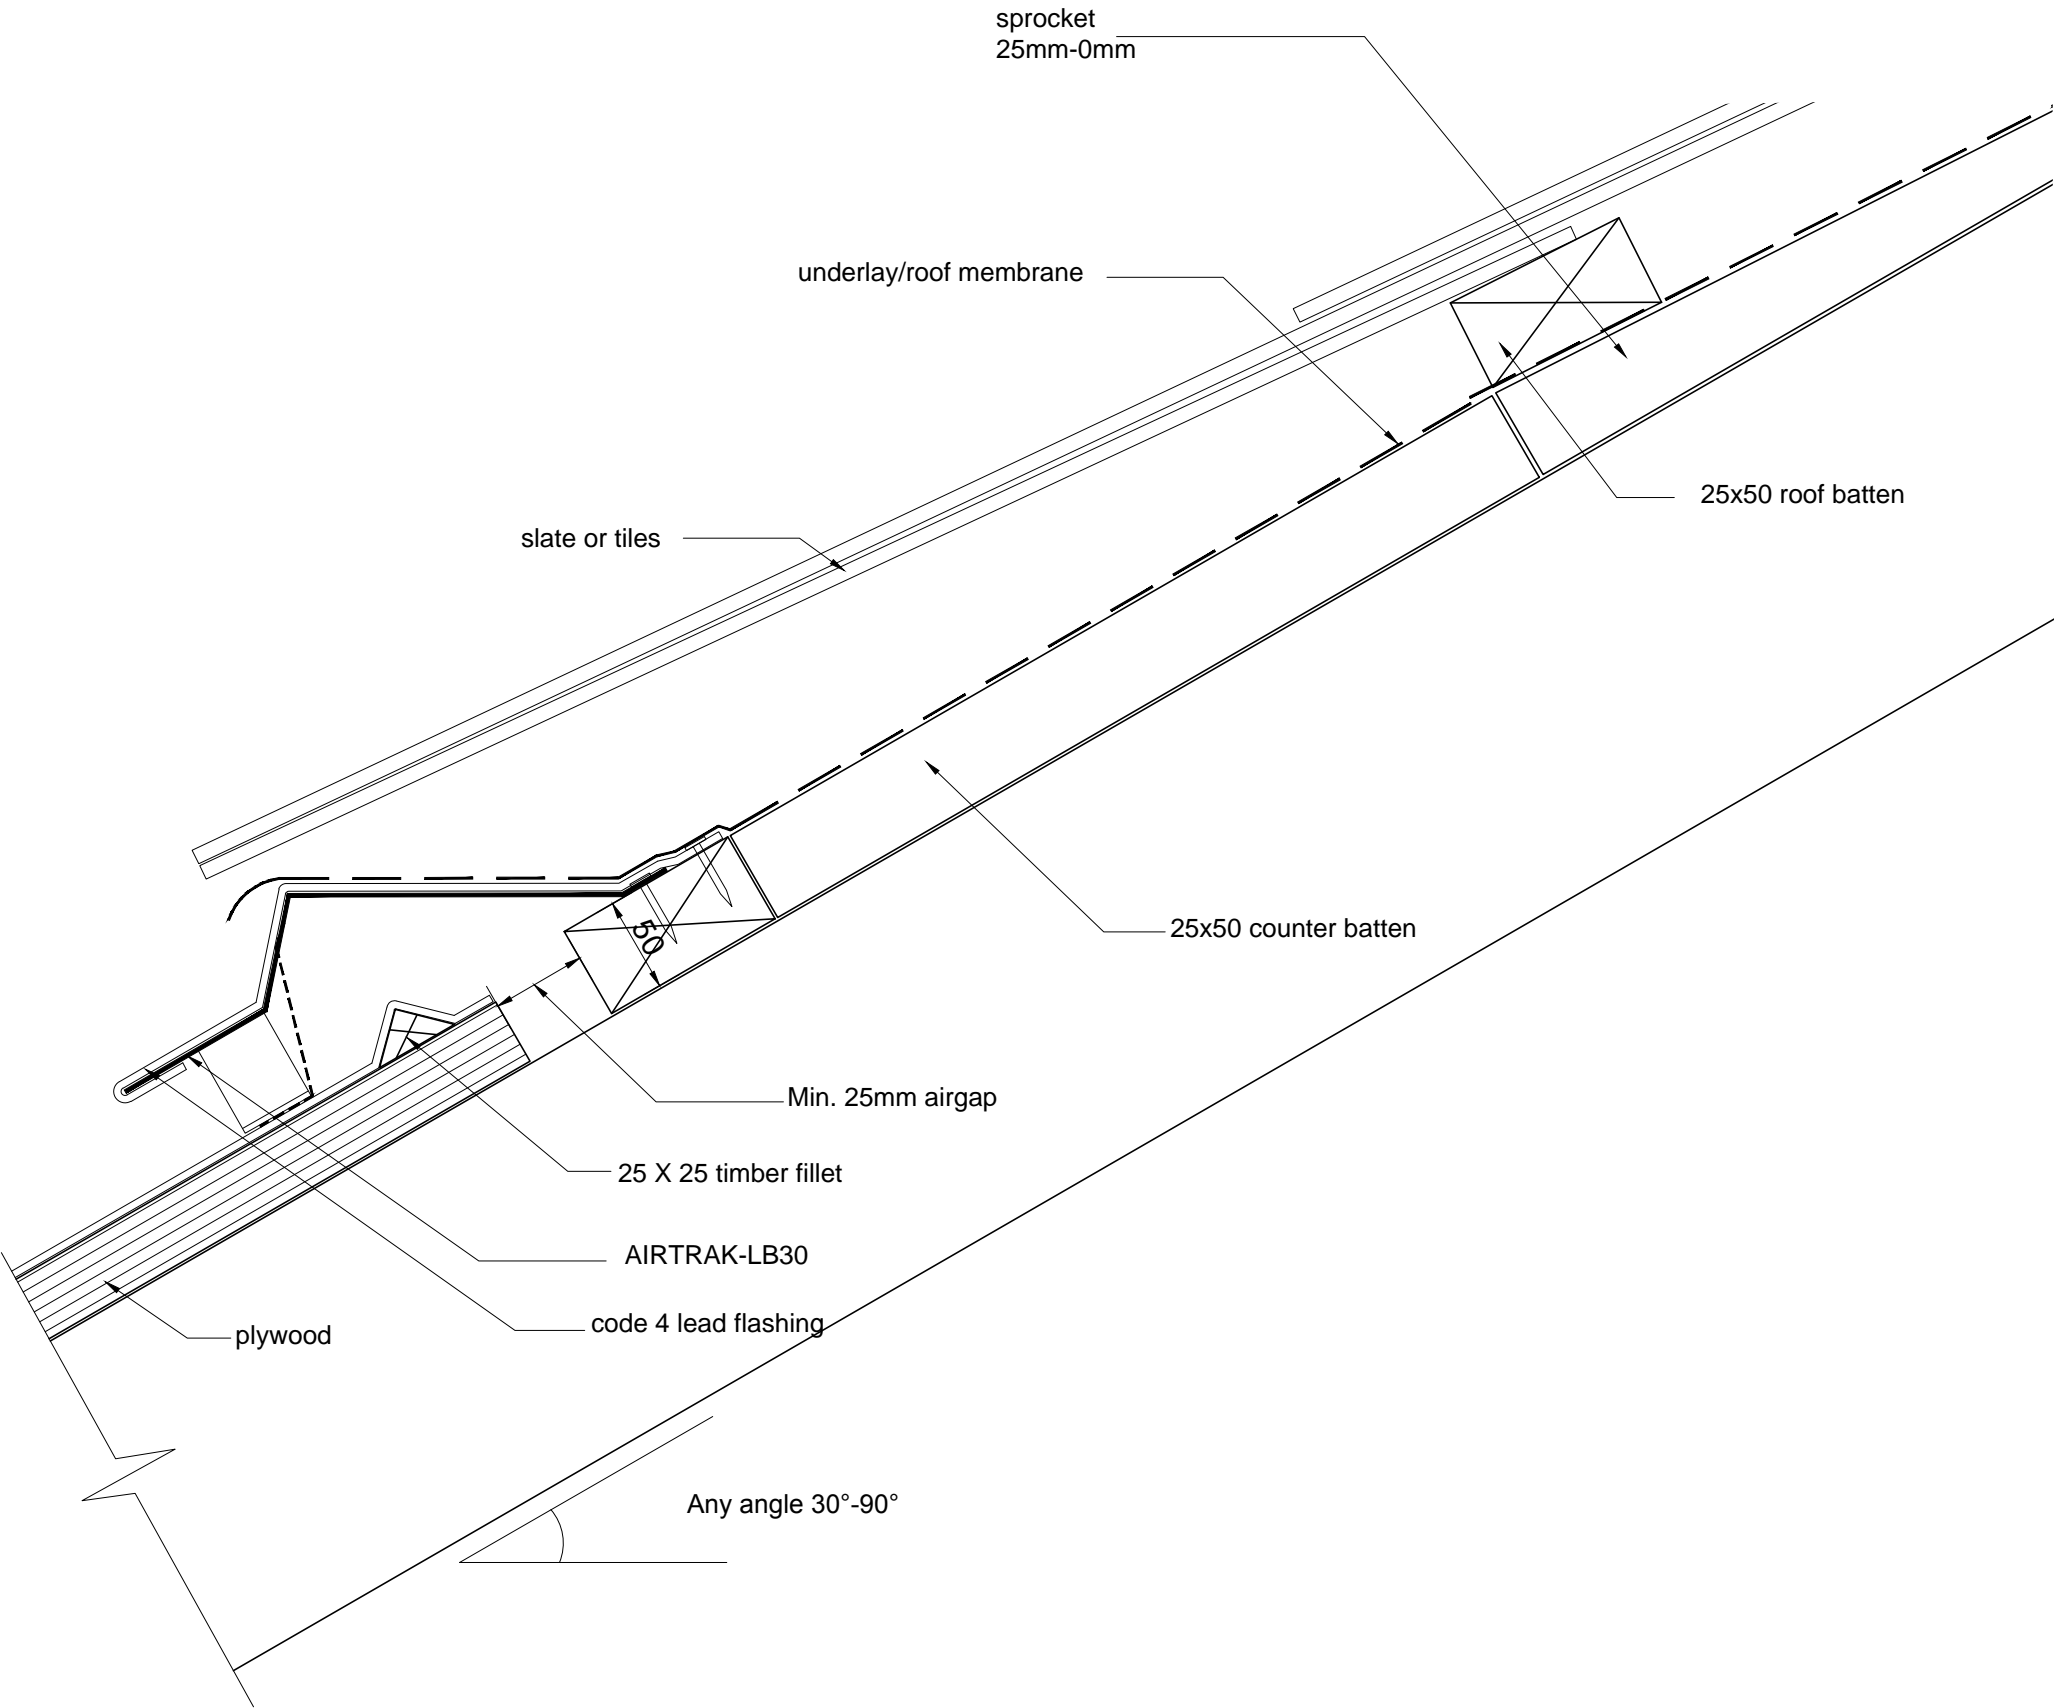 sprocket
25mm-0mm
underlay/roof membrane
25x50 roof batten
slate or tiles
25x50 counter batten
50
Min. 25mm airgap
25 X 25 timber fillet
AIRTRAK-LB30
code 4 lead flashing
plywood
Any angle 30°-90°